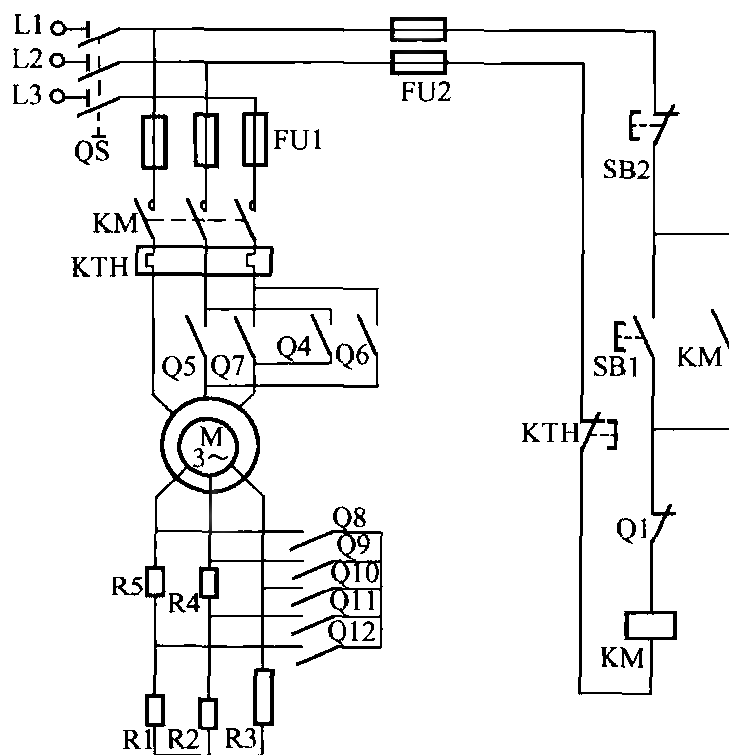 L1
L2
L3
QS
FU2
FU1
SB2
KM
KTH
Q5 Q7 Q4 Q6
SB1
KM
M
3~
KTH
Q8
Q9
Q1
Q10
R5 R4
Q11
Q12
KM
R1 R2 R3